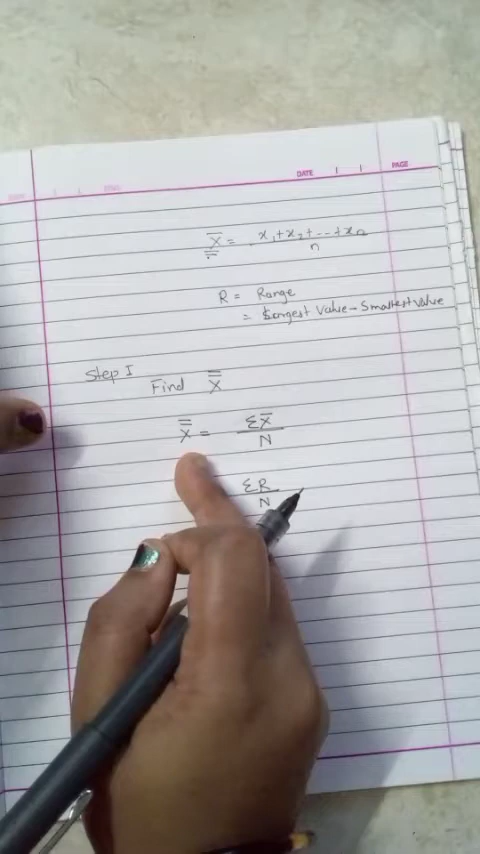 DATE PAGE
X̅ = x₁+x₂+---+xₙ
n
R = Range
= Largest Value - Smallest Value
Step I
Find X̿
X̿ = ΣX̅
N
ΣR
N